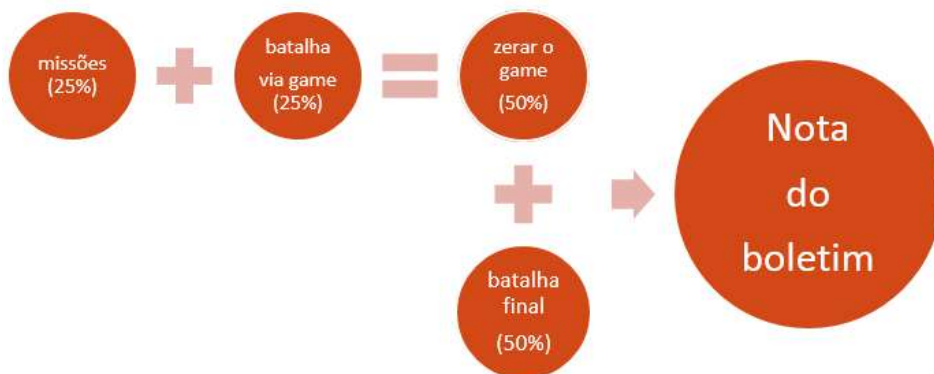 missões
(25%)
batalha
via game
(25%)
zerar o
game
(50%)
batalha
final
(50%)
Nota
do
boletim